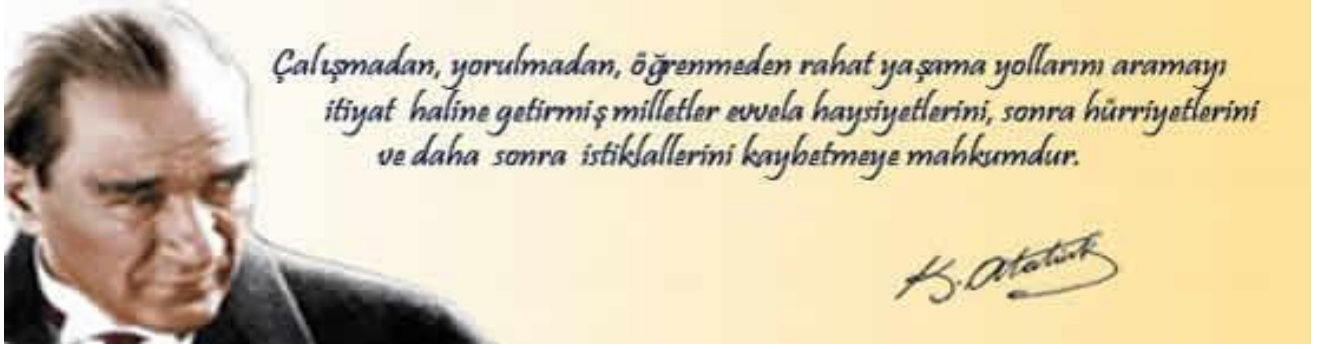 Çalışmadan, yorulmadan, öğrenmeden rahat yaşama yollarını aramayı
itiyat haline getirmiş milletler evvela haysiyetlerini, sonra hürriyetlerini
ve daha sonra istiklallerini kaybetmeye mahkumdur.
K. Atatürk